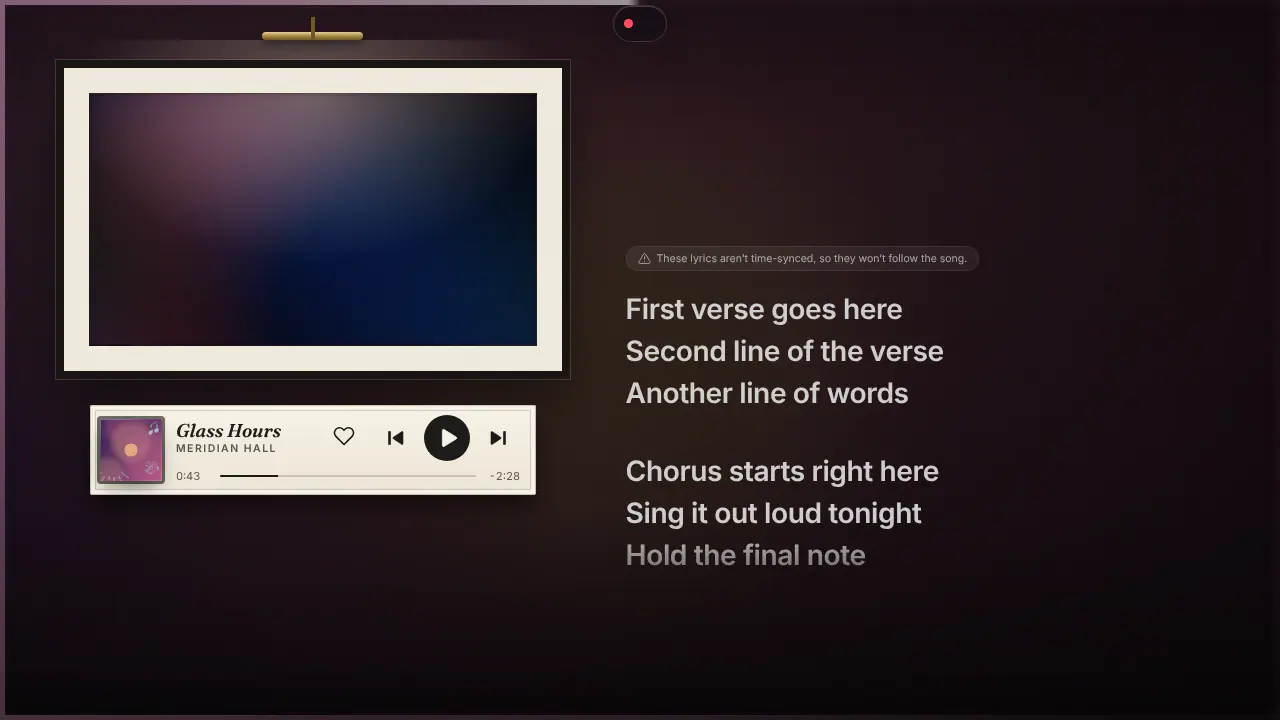 Glass Hours
MERIDIAN HALL
0:43
-2:28
These lyrics aren't time-synced, so they won't follow the song.
First verse goes here
Second line of the verse
Another line of words
Chorus starts right here
Sing it out loud tonight
Hold the final note